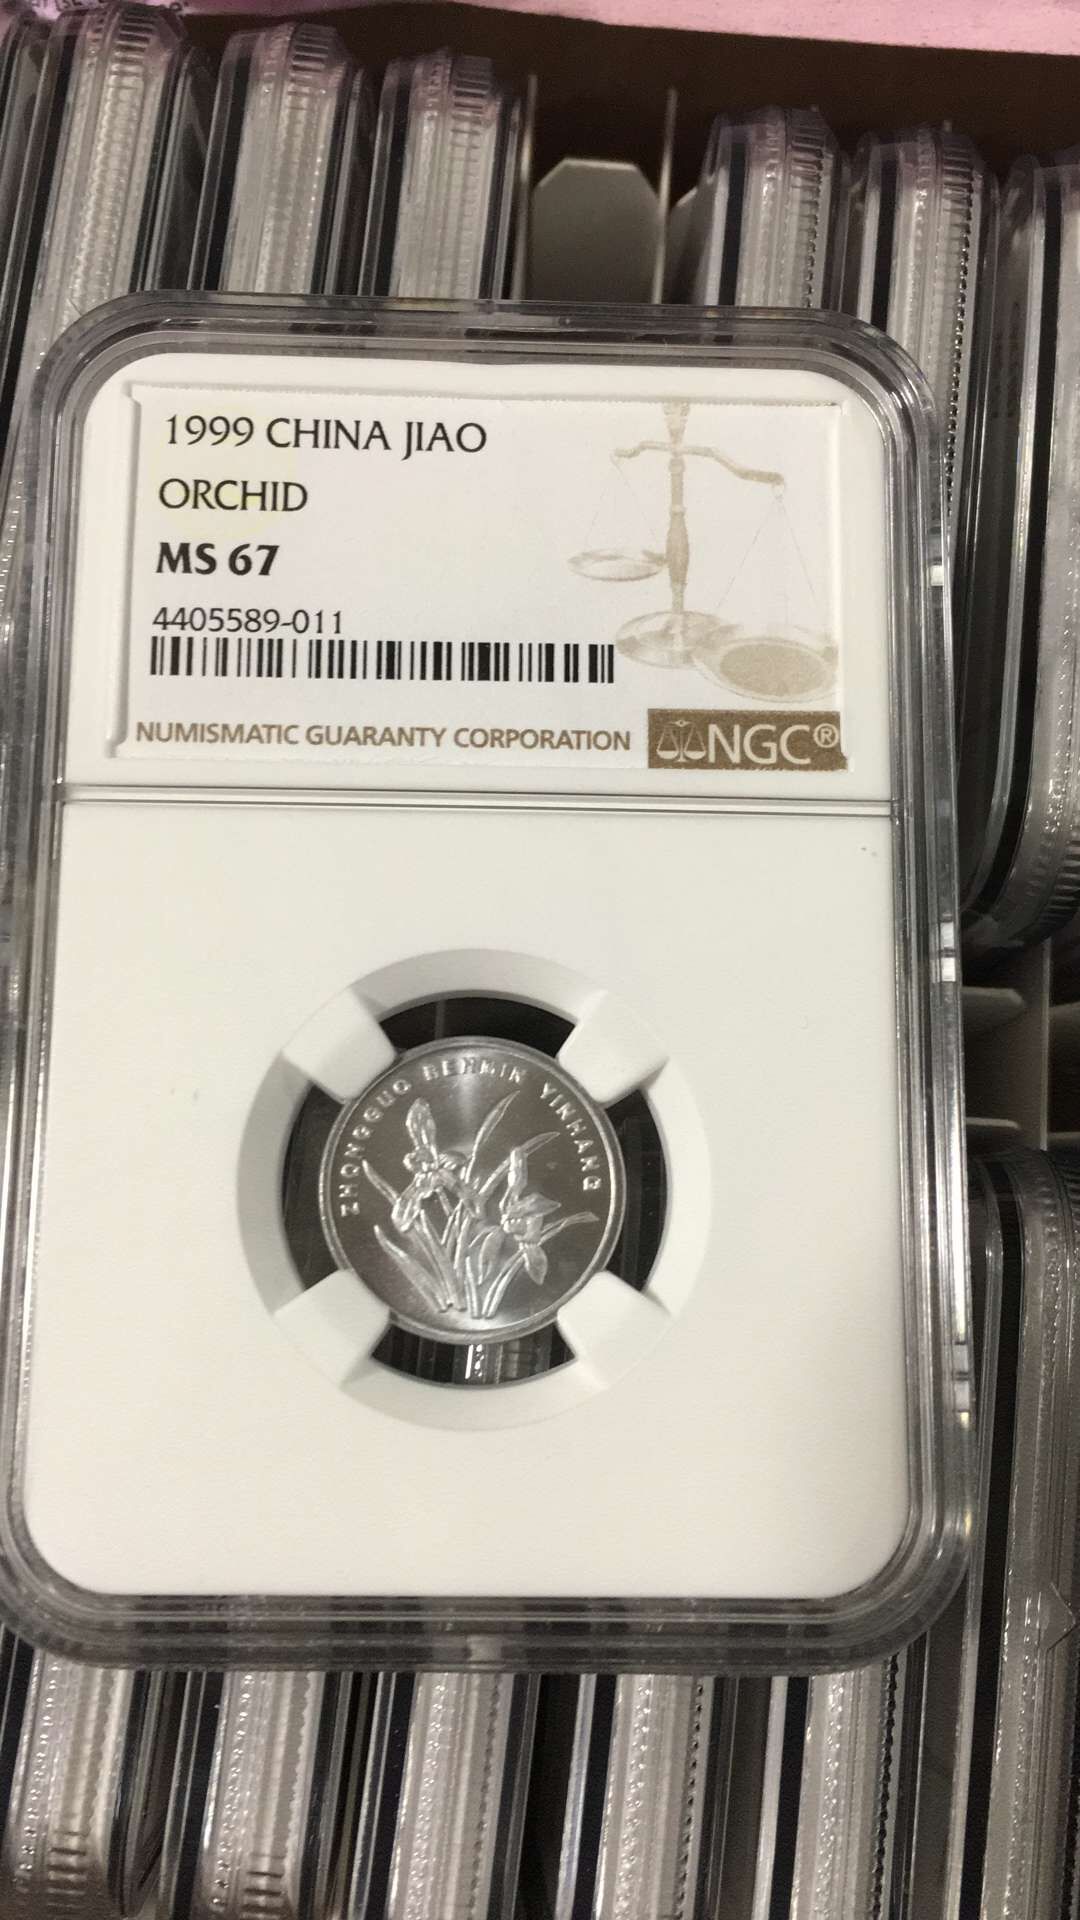 1999 CHINA JIAO
ORCHID
MS 67
4405589-011
NUMISMATIC GUARANTY CORPORATION NGC®
ZHONGGUO RENMIN YINHANG